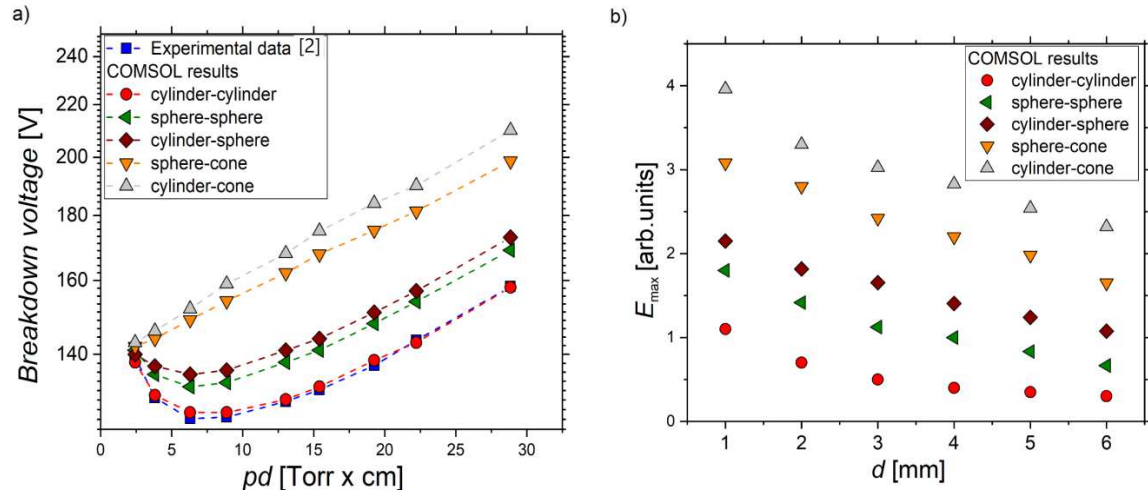 a)
Breakdown voltage [V]
240
220
200
180
160
140
Experimental data [2]
COMSOL results
cylinder-cylinder
sphere-sphere
cylinder-sphere
sphere-cone
cylinder-cone
0 5 10 15 20 25 30
pd [Torr x cm]
b)
E_max [arb.units]
4
3
2
1
0
COMSOL results
cylinder-cylinder
sphere-sphere
cylinder-sphere
sphere-cone
cylinder-cone
1 2 3 4 5 6
d [mm]